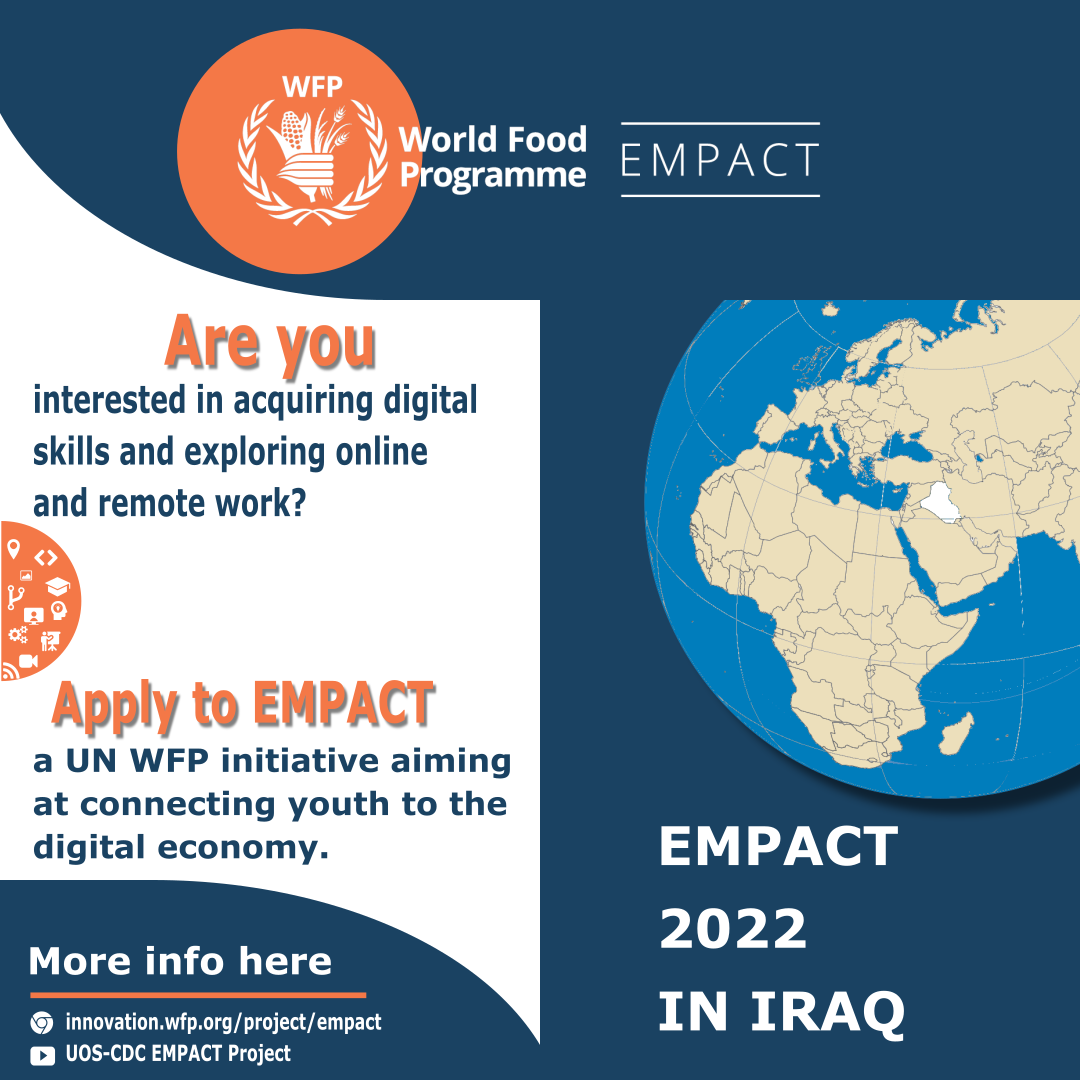 WFP
World Food
Programme
EMPACT
Are you
interested in acquiring digital
skills and exploring online
and remote work?
Apply to EMPACT
a UN WFP initiative aiming
at connecting youth to the
digital economy.
More info here
innovation.wfp.org/project/empact
UOS-CDC EMPACT Project
EMPACT
2022
IN IRAQ